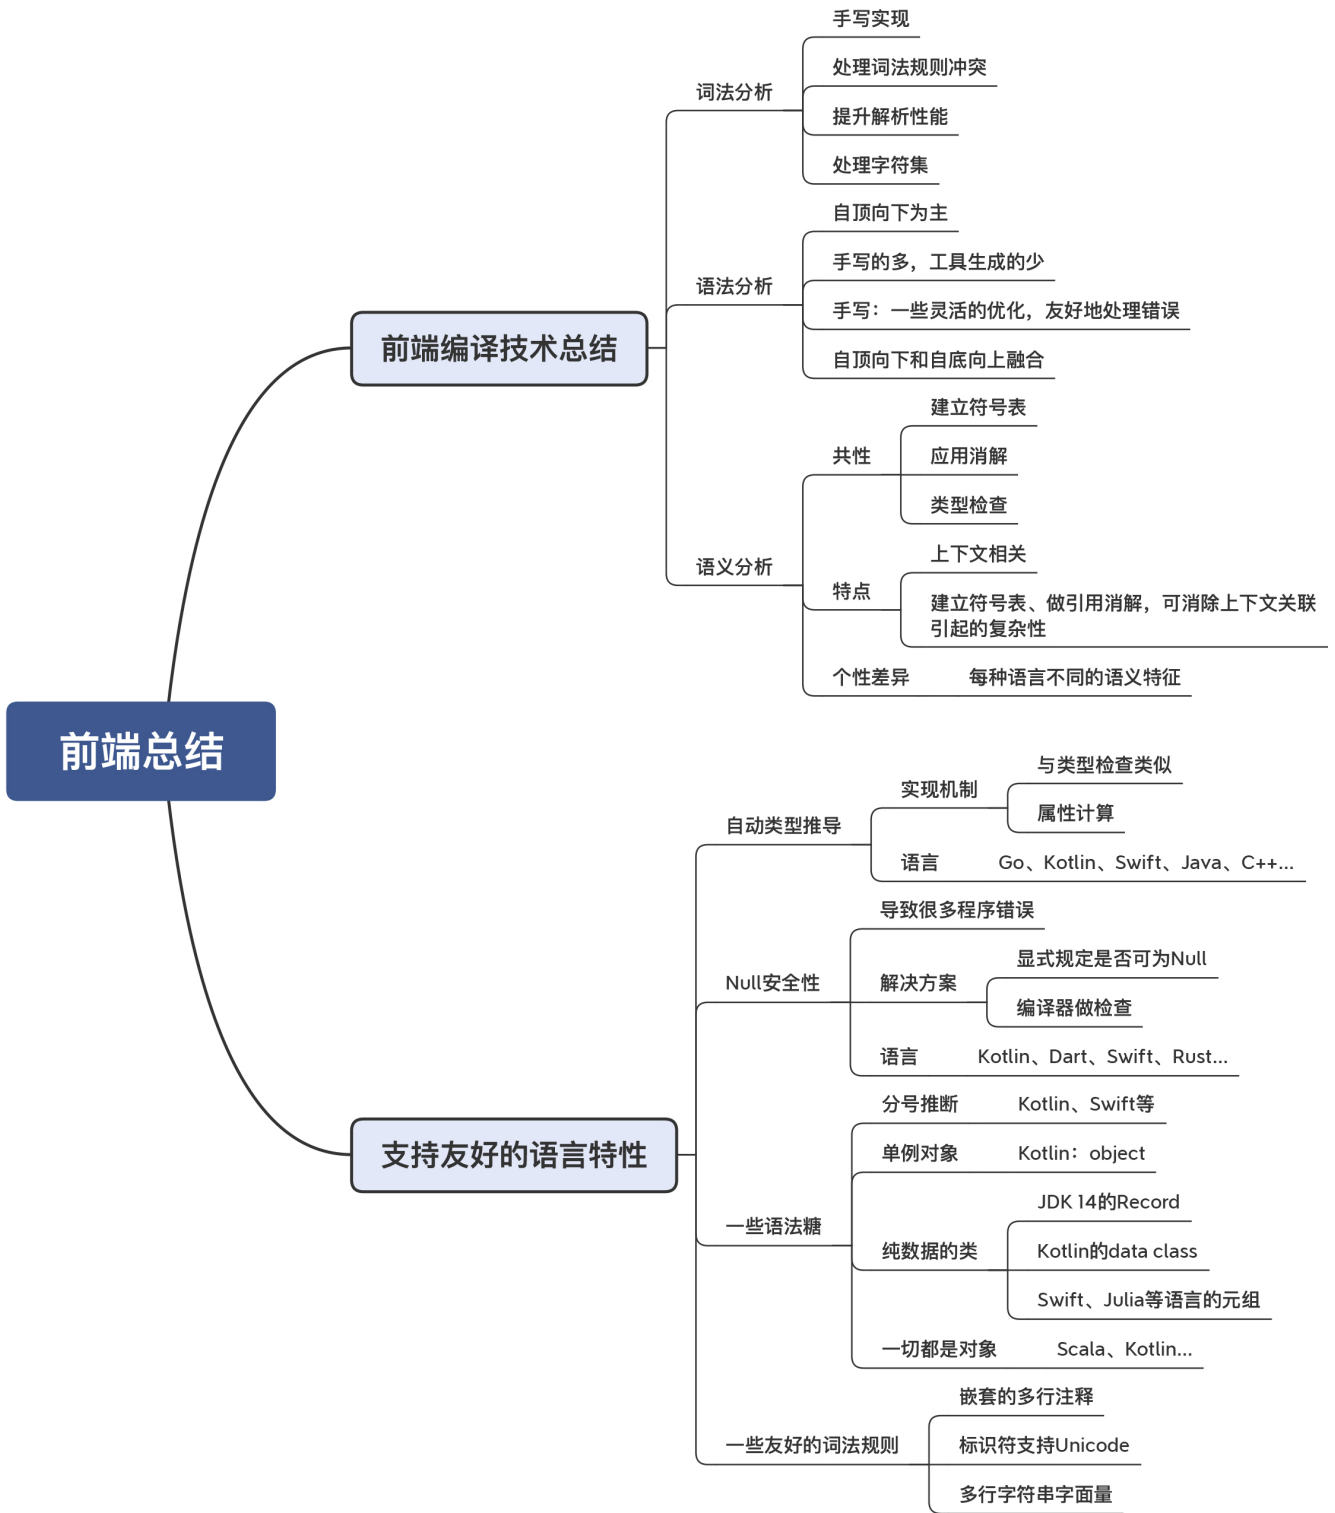 前端总结
前端编译技术总结
词法分析
手写实现
处理词法规则冲突
提升解析性能
处理字符集
语法分析
自顶向下为主
手写的多，工具生成的少
手写：一些灵活的优化，友好地处理错误
自顶向下和自底向上融合
语义分析
共性
建立符号表
应用消解
类型检查
特点
上下文相关
建立符号表、做引用消解，可消除上下文关联
引起的复杂性
个性差异
每种语言不同的语义特征
支持友好的语言特性
自动类型推导
实现机制
与类型检查类似
属性计算
语言
Go、Kotlin、Swift、Java、C++...
Null安全性
导致很多程序错误
解决方案
显式规定是否可为Null
编译器做检查
语言
Kotlin、Dart、Swift、Rust...
一些语法糖
分号推断
Kotlin、Swift等
单例对象
Kotlin：object
纯数据的类
JDK 14的Record
Kotlin的data class
Swift、Julia等语言的元组
一切都是对象
Scala、Kotlin...
一些友好的词法规则
嵌套的多行注释
标识符支持Unicode
多行字符串字面量